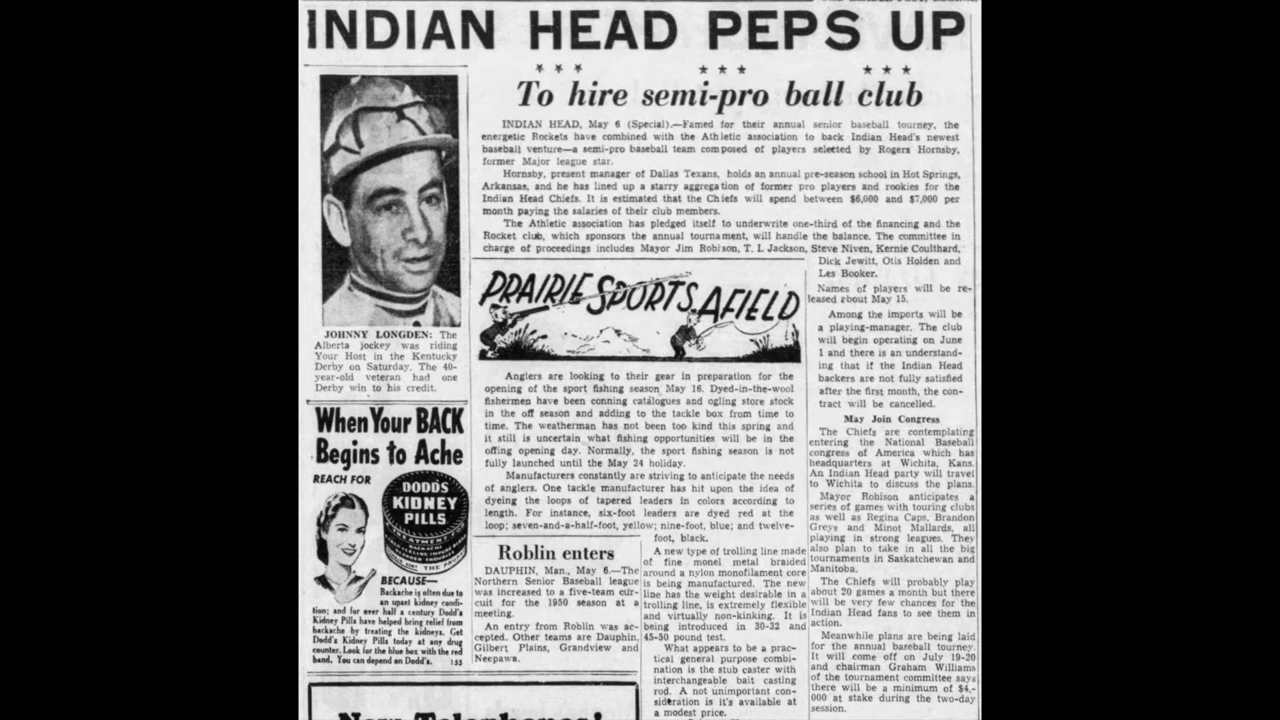 INDIAN HEAD PEPS UP
To hire semi-pro ball club
INDIAN HEAD, May 6 (Special).—Famed for their annual senior baseball tourney, the
energetic Rockets have combined with the Athletic association to back Indian Head's newest
baseball venture—a semi-pro baseball team composed of players selected by Rogers Hornsby,
former Major league star.
Hornsby, present manager of Dallas Texans, holds an annual pre-season school in Hot Springs,
Arkansas, and he has lined up a starry aggregation of former pro players and rookies for the
Indian Head Chiefs. It is estimated that the Chiefs will spend between $6,000 and $7,000 per
month paying the salaries of their club members.
The Athletic association has pledged itself to underwrite one-third of the financing and the
Rocket club, which sponsors the annual tournament, will handle the balance. The committee in
charge of proceedings includes Mayor Jim Robison, T. I. Jackson, Steve Niven, Kernie Coulthard,
Dick Jewitt, Otis Holden and
Les Booker.
Names of players will be re-
leased about May 15.
Among the imports will be
a playing-manager. The club
will begin operating on June
1 and there is an understand-
ing that if the Indian Head
backers are not fully satisfied
after the first month, the con-
tract will be cancelled.
May Join Congress
The Chiefs are contemplating
entering the National Baseball
congress of America which has
headquarters at Wichita, Kans.
An Indian Head party will travel
to Wichita to discuss the plans.
Mayor Robison anticipates a
series of games with touring clubs
as well as Regina Caps, Brandon
Greys and Minot Mallards, all
playing in strong leagues. They
also plan to take in all the big
tournaments in Saskatchewan and
Manitoba.
The Chiefs will probably play
about 20 games a month but there
will be very few chances for the
Indian Head fans to see them in
action.
Meanwhile plans are being laid
for the annual baseball tourney.
It will come off on July 19-20
and chairman Graham Williams
of the tournament committee says
there will be a minimum of $4,-
000 at stake during the two-day
session.
JOHNNY LONGDEN: The
Alberta jockey was riding
Your Host in the Kentucky
Derby on Saturday. The 40-
year-old veteran had one
Derby win to his credit.
When Your BACK
Begins to Ache
REACH FOR
DODD'S
KIDNEY
PILLS
BECAUSE—
Backache is often due to
an upset kidney condi-
tion; and for over half a century Dodd's
Kidney Pills have helped bring relief from
backache by treating the kidneys. Get
Dodd's Kidney Pills today at any drug
counter. Look for the blue box with the red
band. You can depend on Dodd's. 155
PRAIRIE SPORTS AFIELD
Anglers are looking to their gear in preparation for the
opening of the sport fishing season May 16. Dyed-in-the-wool
fishermen have been conning catalogues and ogling store stock
in the off season and adding to the tackle box from time to
time. The weatherman has not been too kind this spring and
it still is uncertain what fishing opportunities will be in the
offing opening day. Normally, the sport fishing season is not
fully launched until the May 24 holiday.
Manufacturers constantly are striving to anticipate the needs
of anglers. One tackle manufacturer has hit upon the idea of
dyeing the loops of tapered leaders in colors according to
length. For instance, six-foot leaders are dyed red at the
loop; seven-and-a-half-foot, yellow; nine-foot, blue; and twelve-
foot, black.
A new type of trolling line made
of fine monel metal braided
around a nylon monofilament core
is being manufactured. The new
line has the weight desirable in a
trolling line, is extremely flexible
and virtually non-kinking. It is
being introduced in 30-32 and
45-50 pound test.
What appears to be a prac-
tical general purpose combi-
nation is the stub caster with
interchangeable bait casting
rod. A not unimportant con-
sideration is it's available at
a modest price.
Roblin enters
DAUPHIN, Man., May 6.—The
Northern Senior Baseball league
was increased to a five-team cir-
cuit for the 1950 season at a
meeting.
An entry from Roblin was ac-
cepted. Other teams are Dauphin,
Gilbert Plains, Grandview and
Neepawa.
New Telephones!